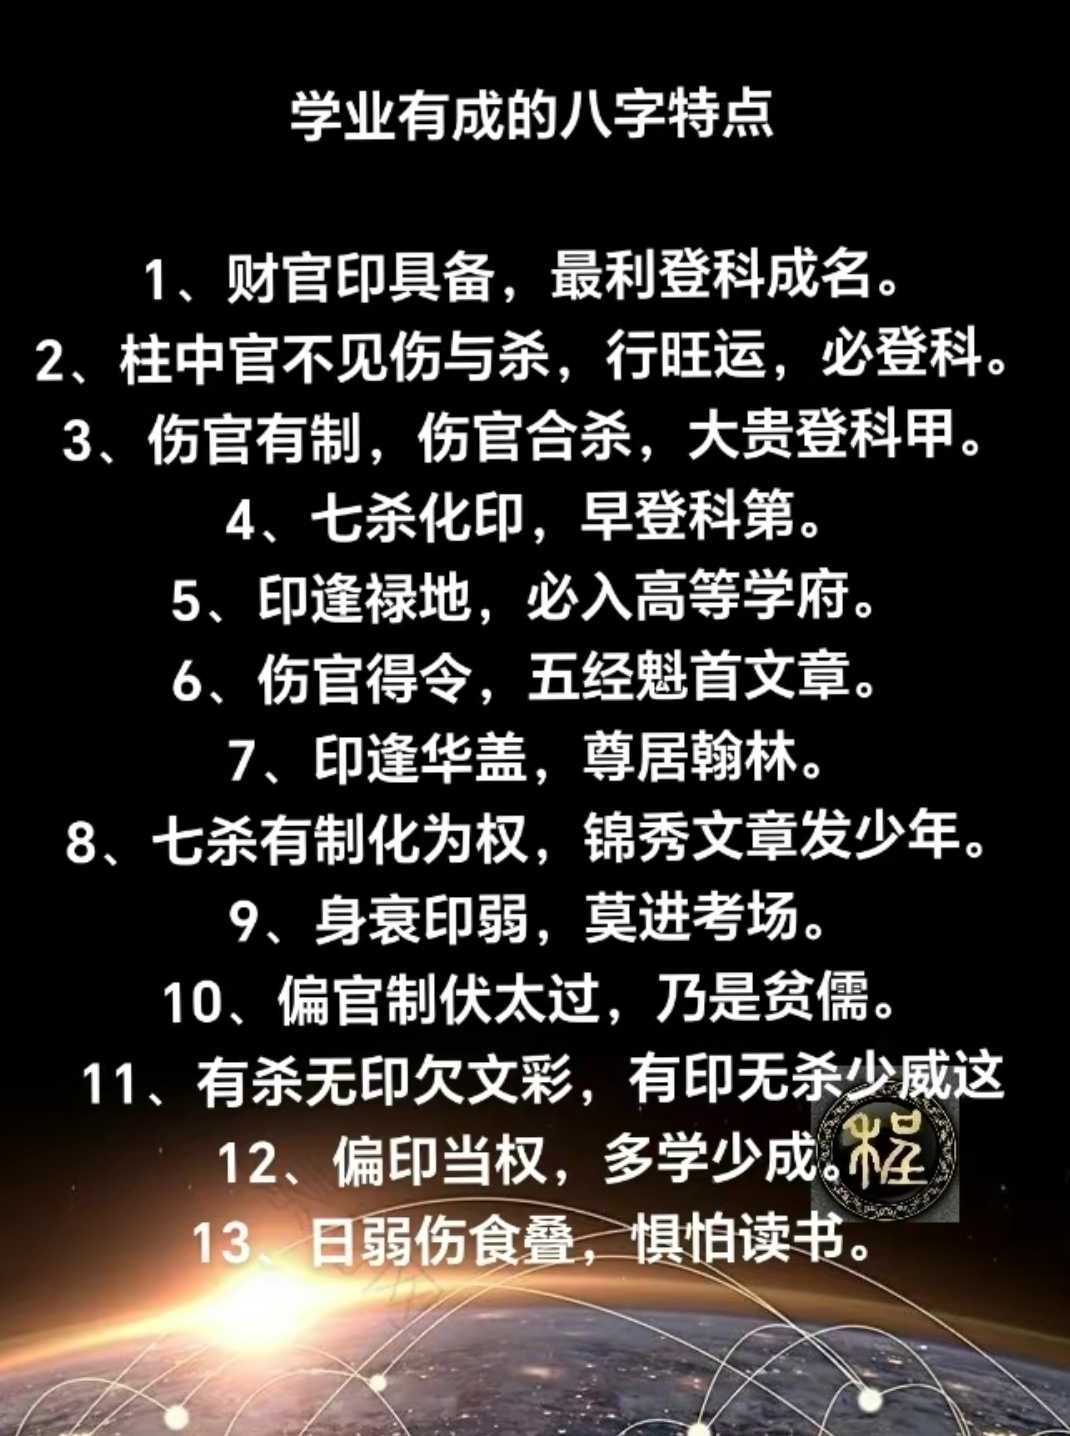 学业有成的八字特点
1、财官印具备，最利登科成名。
2、柱中官不见伤与杀，行旺运，必登科。
3、伤官有制，伤官合杀，大贵登科甲。
4、七杀化印，早登科第。
5、印逢禄地，必入高等学府。
6、伤官得令，五经魁首文章。
7、印逢华盖，尊居翰林。
8、七杀有制化为权，锦秀文章发少年。
9、身衰印弱，莫进考场。
10、偏官制伏太过，乃是贫儒。
11、有杀无印欠文彩，有印无杀少威这
12、偏印当权，多学少成。
程
13、日弱伤食叠，惧怕读书。